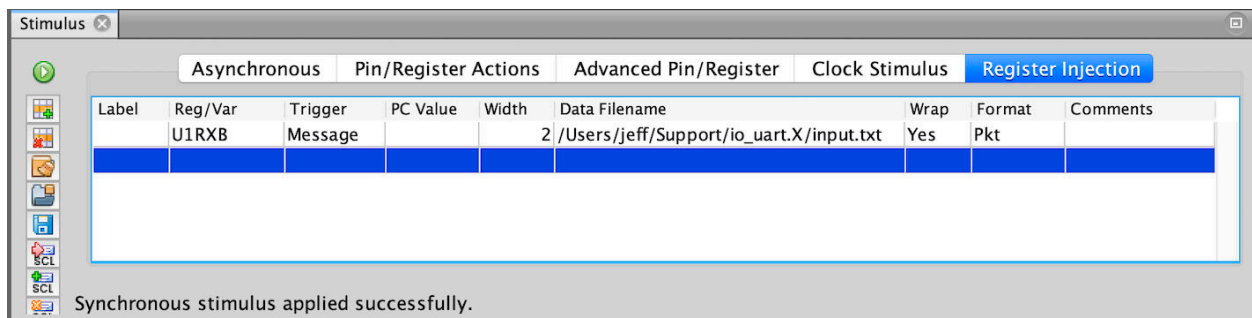 Stimulus
Asynchronous Pin/Register Actions Advanced Pin/Register Clock Stimulus Register Injection
Label Reg/Var Trigger PC Value Width Data Filename Wrap Format Comments
U1RXB Message 2 /Users/jeff/Support/io_uart.X/input.txt Yes Pkt
SCL
SCL
Synchronous stimulus applied successfully.